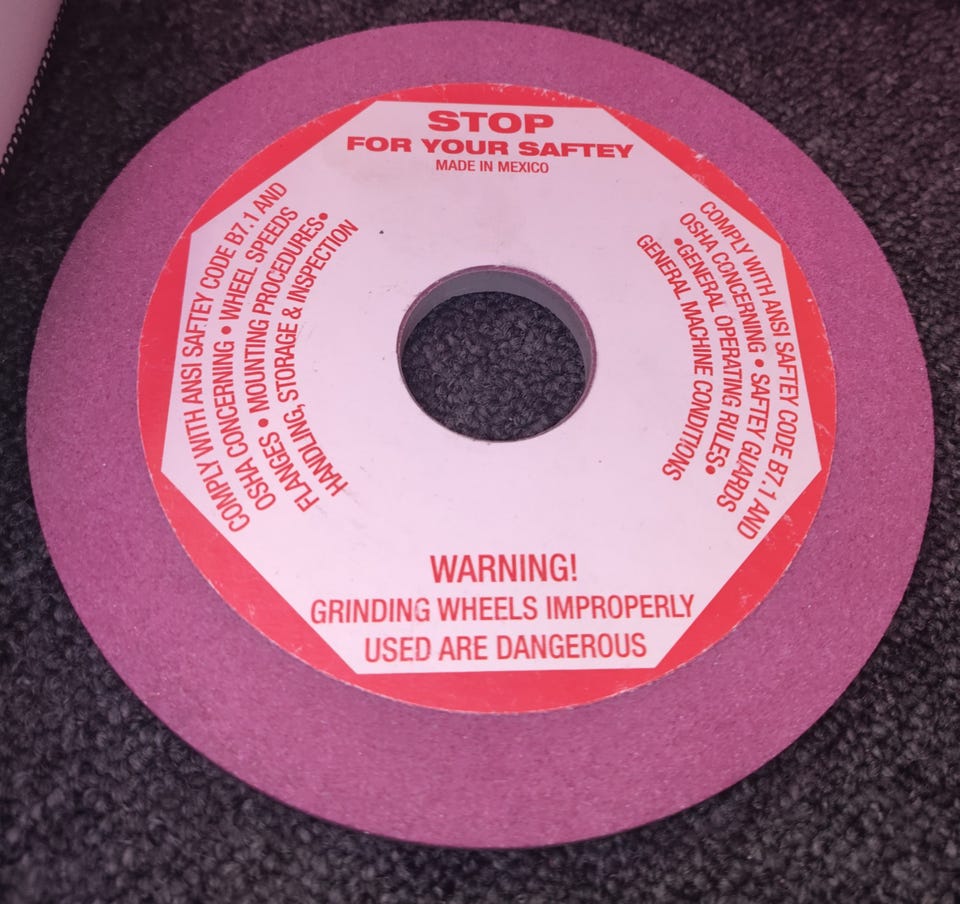 STOP
FOR YOUR SAFTEY
MADE IN MEXICO
COMPLY WITH ANSI SAFTEY CODE B7.1 AND
OSHA CONCERNING • WHEEL SPEEDS
FLANGES • MOUNTING PROCEDURES•
HANDLING, STORAGE & INSPECTION
COMPLY WITH ANSI SAFTEY CODE B7.1 AND
OSHA CONCERNING • SAFTEY GUARDS
•GENERAL OPERATING RULES•
GENERAL MACHINE CONDITIONS
WARNING!
GRINDING WHEELS IMPROPERLY
USED ARE DANGEROUS